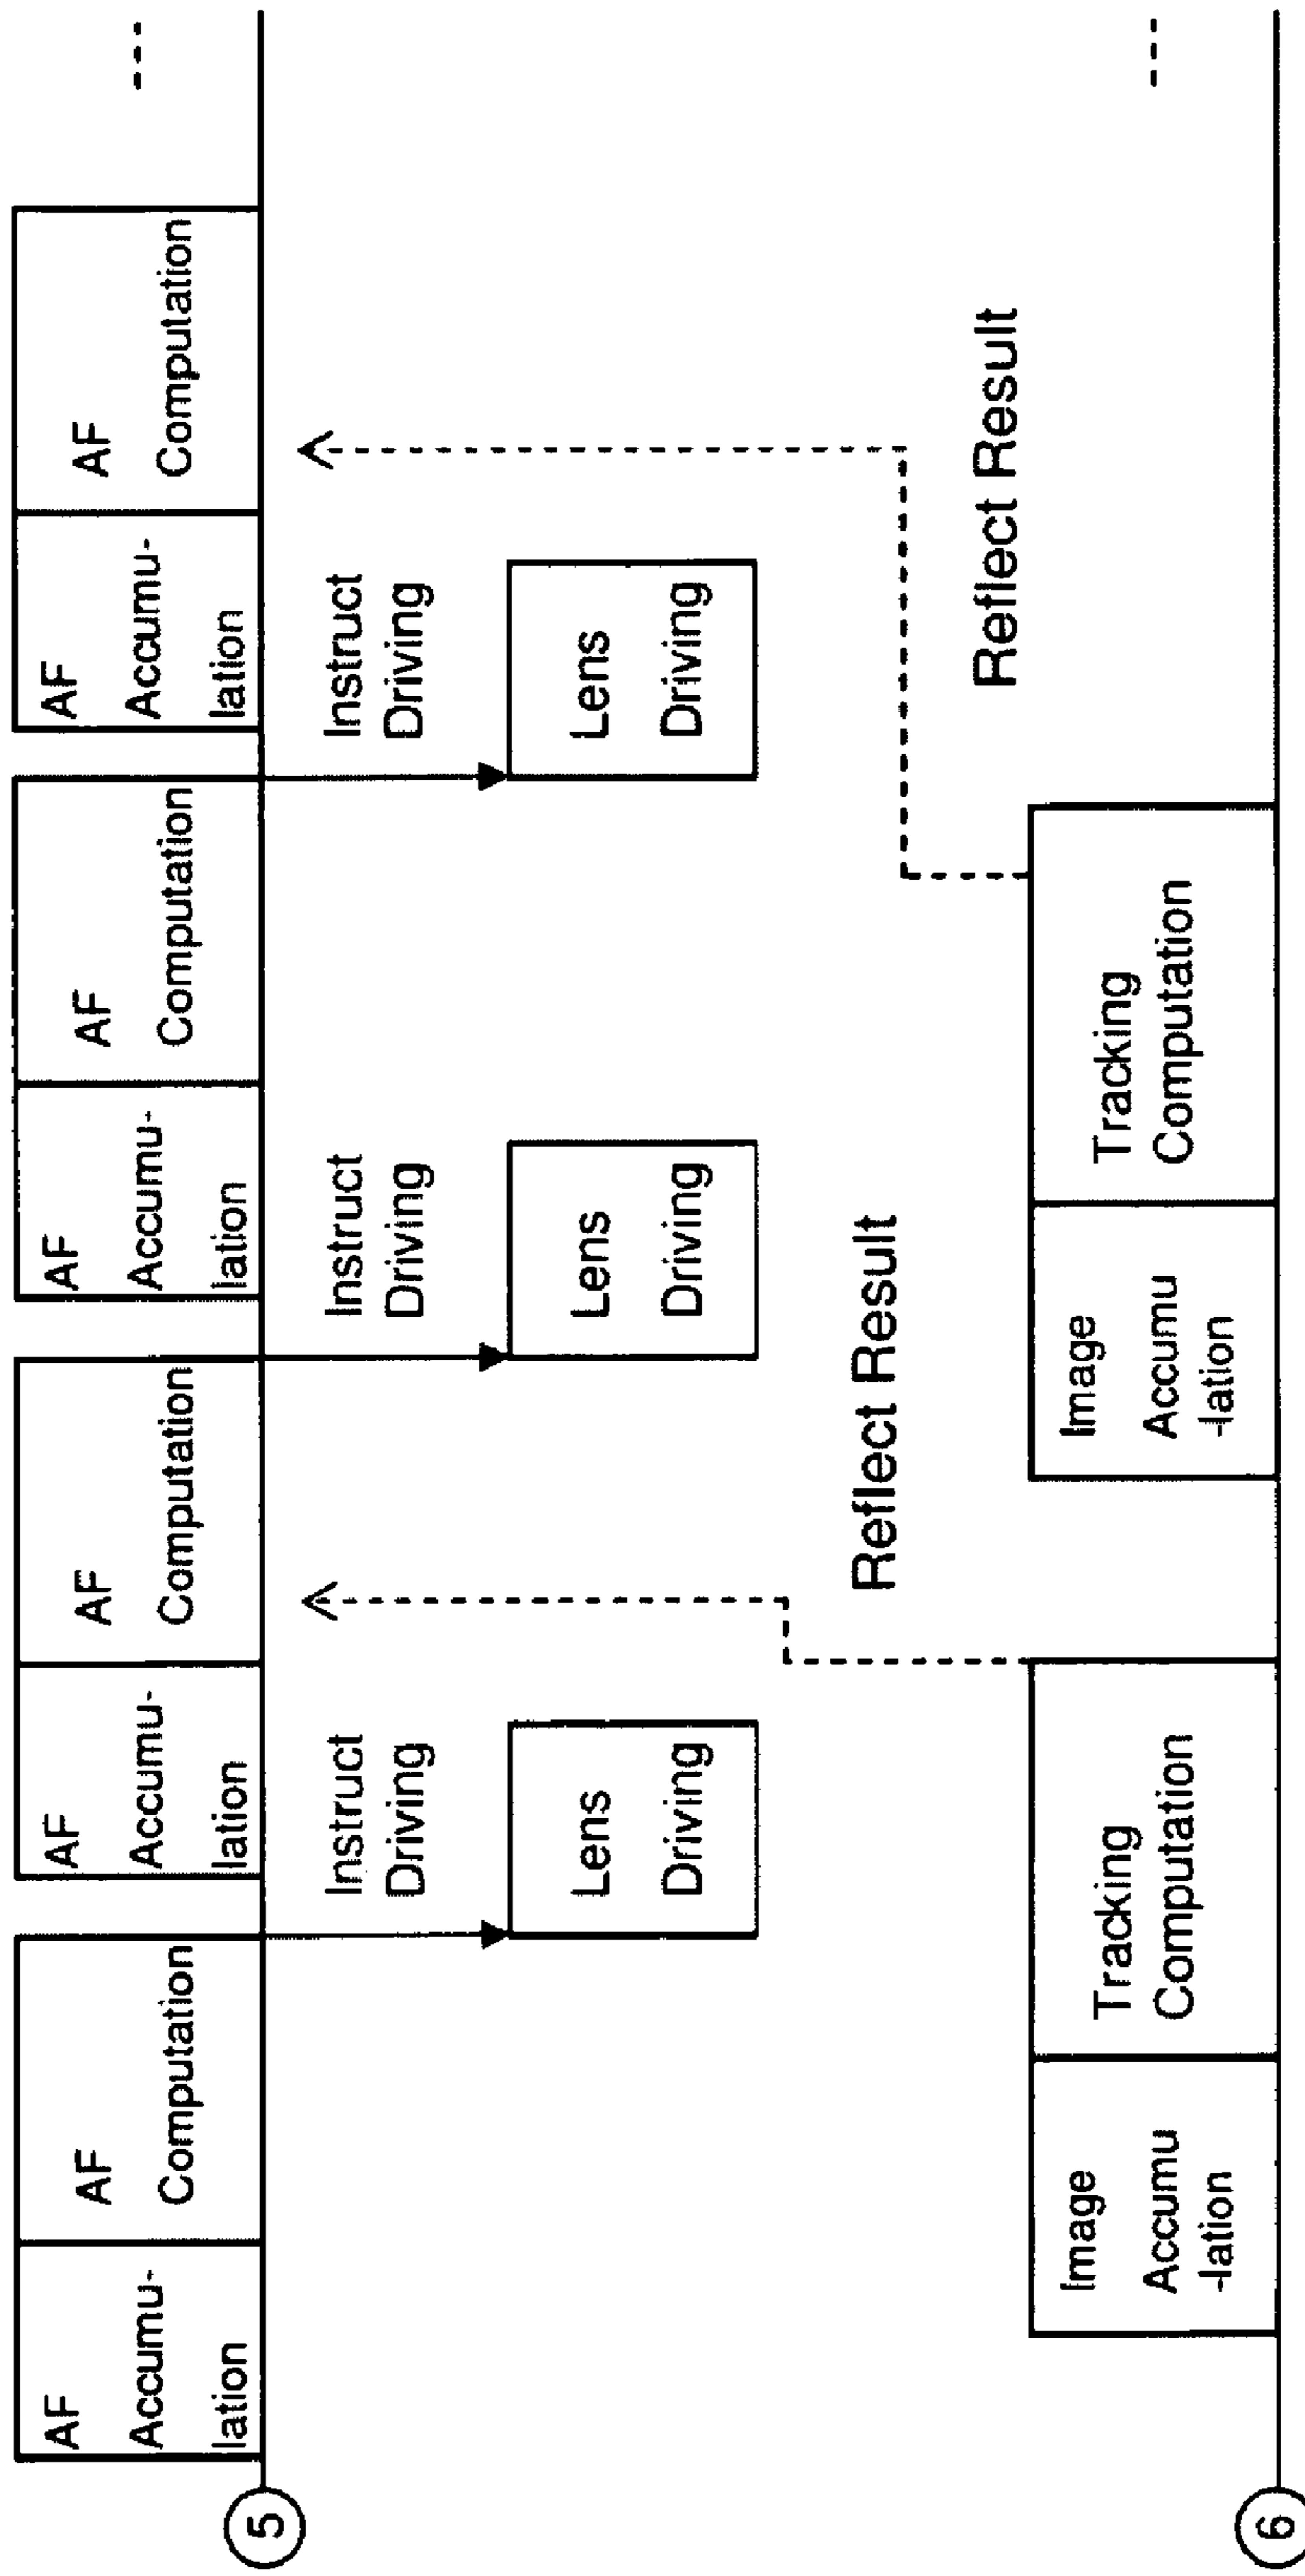 AF
Accumu-
lation
AF
Computation
AF
Accumu-
lation
AF
Computation
AF
Accumu-
lation
AF
Computation
AF
Accumu-
lation
AF
Computation
5
Instruct
Driving
Instruct
Driving
Instruct
Driving
Lens
Driving
Lens
Driving
Lens
Driving
Reflect Result
Reflect Result
Image
Accumu
-lation
Tracking
Computation
Image
Accumu
-lation
Tracking
Computation
6